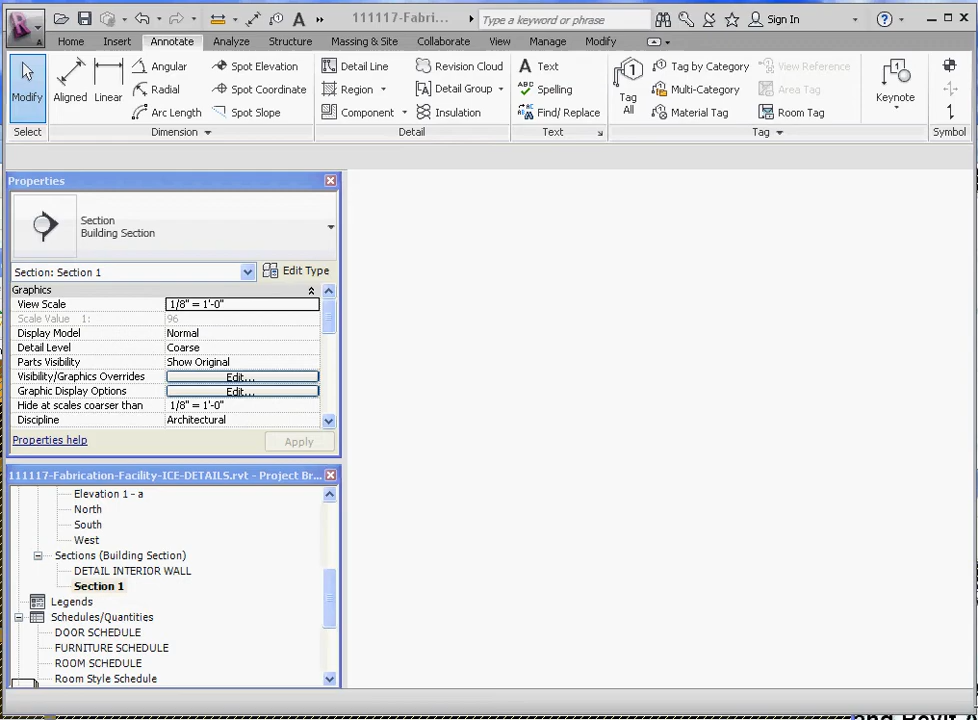 111117-Fabri...
Type a keyword or phrase
Sign In
Home Insert Annotate Analyze Structure Massing & Site Collaborate View Manage Modify
Modify
Select
Aligned
Linear
Angular
Radial
Arc Length
Spot Elevation
Spot Coordinate
Spot Slope
Dimension
Detail Line
Region
Component
Revision Cloud
Detail Group
Insulation
Detail
Text
Spelling
Find/ Replace
Text
Tag
All
Tag by Category
Multi-Category
Material Tag
View Reference
Area Tag
Room Tag
Tag
Keynote
Symbol
Properties
Section
Building Section
Section: Section 1
Edit Type
Graphics
View Scale 1/8" = 1'-0"
Scale Value 1: 96
Display Model Normal
Detail Level Coarse
Parts Visibility Show Original
Visibility/Graphics Overrides Edit...
Graphic Display Options Edit...
Hide at scales coarser than 1/8" = 1'-0"
Discipline Architectural
Properties help
Apply
111117-Fabrication-Facility-ICE-DETAILS.rvt - Project Br...
Elevation 1 - a
North
South
West
Sections (Building Section)
DETAIL INTERIOR WALL
Section 1
Legends
Schedules/Quantities
DOOR SCHEDULE
FURNITURE SCHEDULE
ROOM SCHEDULE
Room Style Schedule